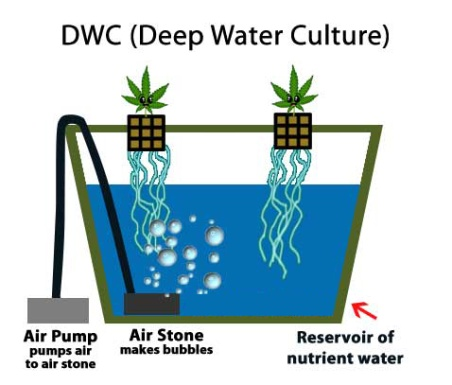 DWC (Deep Water Culture)
Air Pump
pumps air
to air stone
Air Stone
makes bubbles
Reservoir of
nutrient water